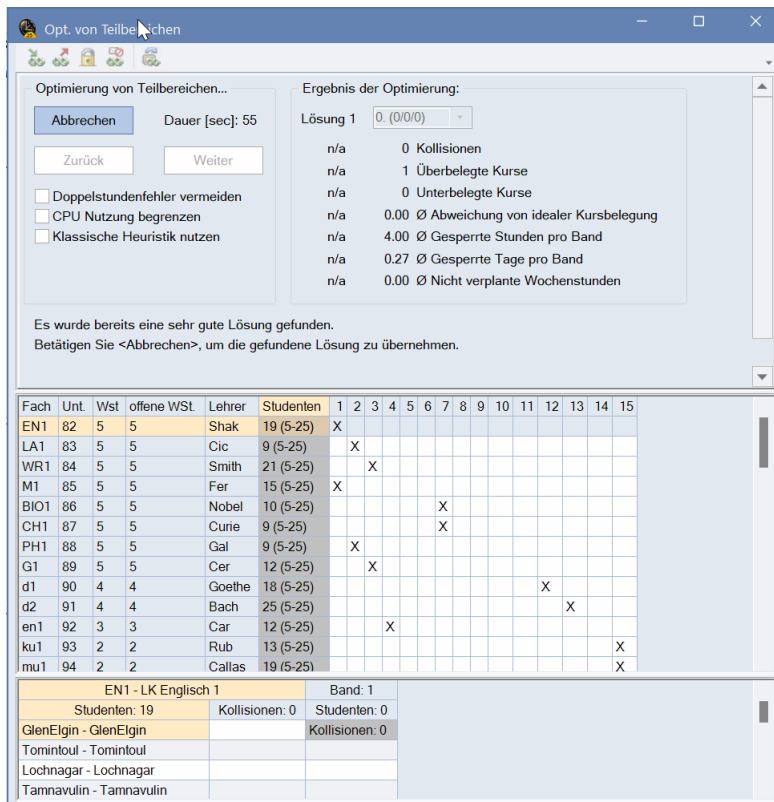 Opt. von Teilbereichen
Optimierung von Teilbereichen...
Abbrechen Dauer [sec]: 55
Zurück Weiter
Doppelstundenfehler vermeiden
CPU Nutzung begrenzen
Klassische Heuristik nutzen
Ergebnis der Optimierung:
Lösung 1 0. (0/0/0)
n/a 0 Kollisionen
n/a 1 Überbelegte Kurse
n/a 0 Unterbelegte Kurse
n/a 0.00 Ø Abweichung von idealer Kursbelegung
n/a 4.00 Ø Gesperrte Stunden pro Band
n/a 0.27 Ø Gesperrte Tage pro Band
n/a 0.00 Ø Nicht verplante Wochenstunden
Es wurde bereits eine sehr gute Lösung gefunden.
Betätigen Sie <Abbrechen>, um die gefundene Lösung zu übernehmen.
Fach Unt. Wst offene WSt. Lehrer Studenten 1 2 3 4 5 6 7 8 9 10 11 12 13 14 15
EN1 82 5 5 Shak 19 (5-25) X
LA1 83 5 5 Cic 9 (5-25) X
WR1 84 5 5 Smith 21 (5-25) X
M1 85 5 5 Fer 15 (5-25) X
BIO1 86 5 5 Nobel 10 (5-25) X
CH1 87 5 5 Curie 9 (5-25) X
PH1 88 5 5 Gal 9 (5-25) X
G1 89 5 5 Cer 12 (5-25) X
d1 90 4 4 Goethe 18 (5-25) X
d2 91 4 4 Bach 25 (5-25) X
en1 92 3 3 Car 12 (5-25) X
ku1 93 2 2 Rub 13 (5-25) X
mu1 94 2 2 Callas 19 (5-25) X
EN1 - LK Englisch 1 Band: 1
Studenten: 19 Kollisionen: 0 Studenten: 0
GlenElgin - GlenElgin Kollisionen: 0
Tomintoul - Tomintoul
Lochnagar - Lochnagar
Tamnavulin - Tamnavulin